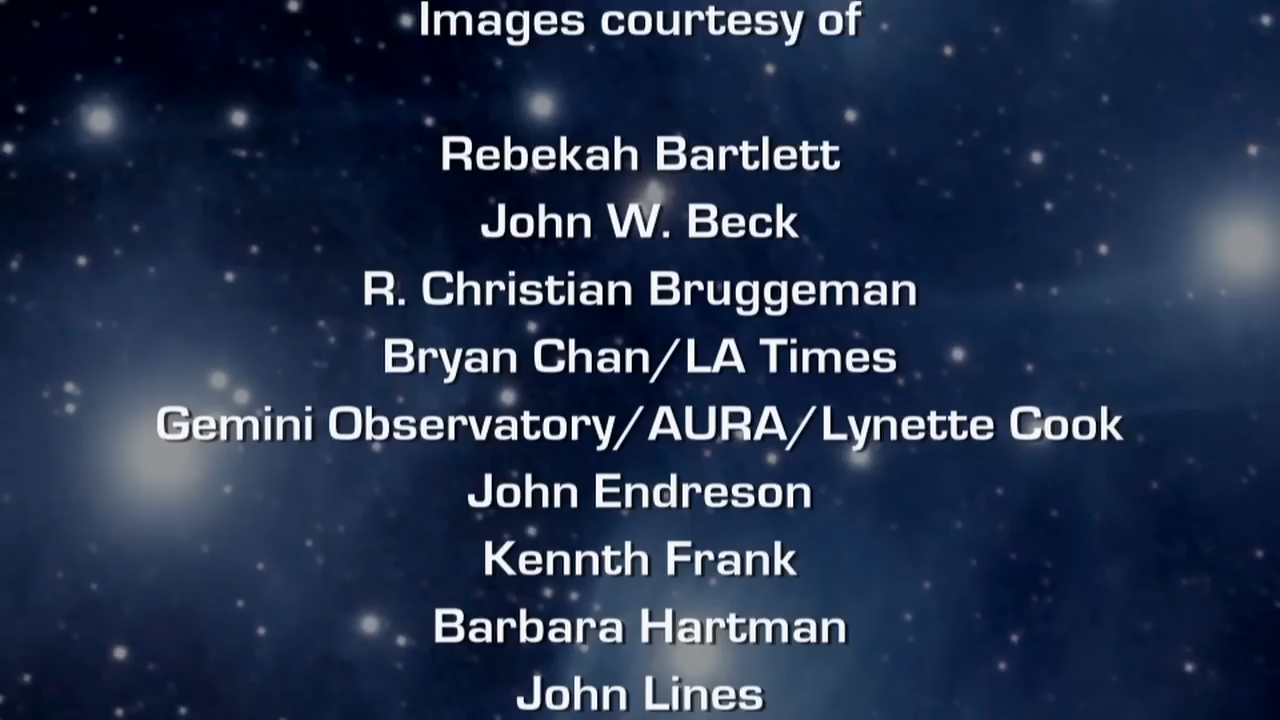 Images courtesy of
Rebekah Bartlett
John W. Beck
R. Christian Bruggeman
Bryan Chan/LA Times
Gemini Observatory/AURA/Lynette Cook
John Endreson
Kennth Frank
Barbara Hartman
John Lines